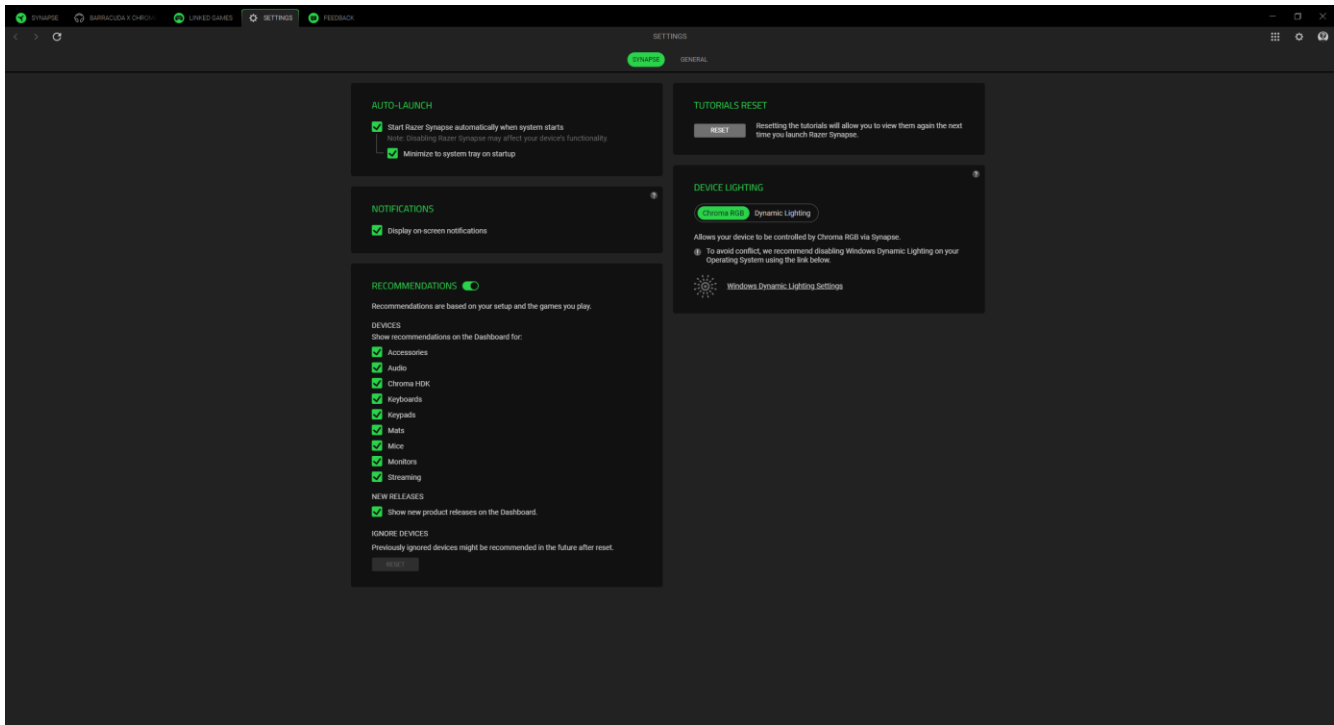 SYNAPSE
BARRACUDA X
LINKED GAMES
SETTINGS
FEEDBACK
SETTINGS
SYNAPSE
GENERAL
AUTO-LAUNCH
Start Razer Synapse automatically when system starts
Note: Disabling Razer Synapse may affect your device's functionality.
Minimize to system tray on startup
NOTIFICATIONS
Display on-screen notifications
RECOMMENDATIONS
Recommendations are based on your setup and the games you play.
DEVICES
Show recommendations on the Dashboard for:
Accessories
Audio
Chroma HDK
Keyboards
Keypads
Mats
Mice
Monitors
Streaming
NEW RELEASES
Show new product releases on the Dashboard.
IGNORE DEVICES
Previously ignored devices might be recommended in the future after reset.
RESET
TUTORIALS RESET
RESET
Resetting the tutorials will allow you to view them again the next
time you launch Razer Synapse.
DEVICE LIGHTING
Chroma RGB
Dynamic Lighting
Allows your device to be controlled by Chroma RGB via Synapse.
To avoid conflict, we recommend disabling Windows Dynamic Lighting on your
Operating System using the link below.
Windows Dynamic Lighting Settings